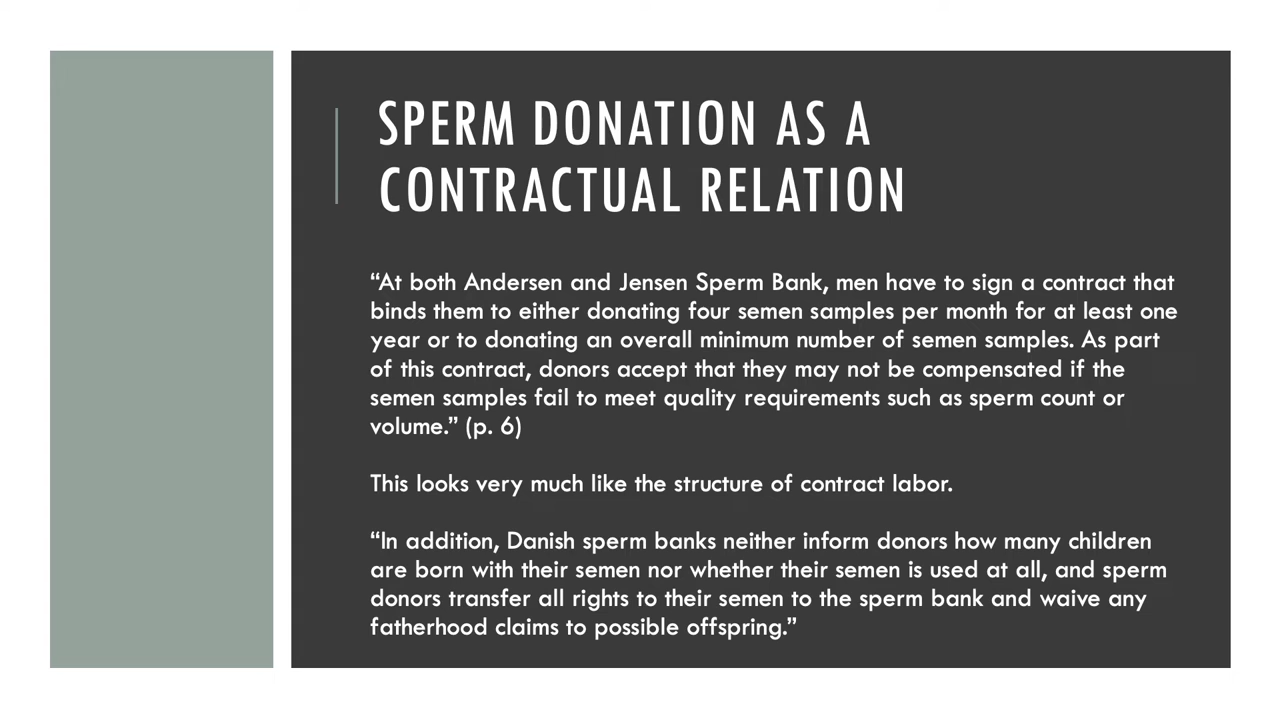 SPERM DONATION AS A
CONTRACTUAL RELATION
“At both Andersen and Jensen Sperm Bank, men have to sign a contract that
binds them to either donating four semen samples per month for at least one
year or to donating an overall minimum number of semen samples. As part
of this contract, donors accept that they may not be compensated if the
semen samples fail to meet quality requirements such as sperm count or
volume.” (p. 6)
This looks very much like the structure of contract labor.
“In addition, Danish sperm banks neither inform donors how many children
are born with their semen nor whether their semen is used at all, and sperm
donors transfer all rights to their semen to the sperm bank and waive any
fatherhood claims to possible offspring.”